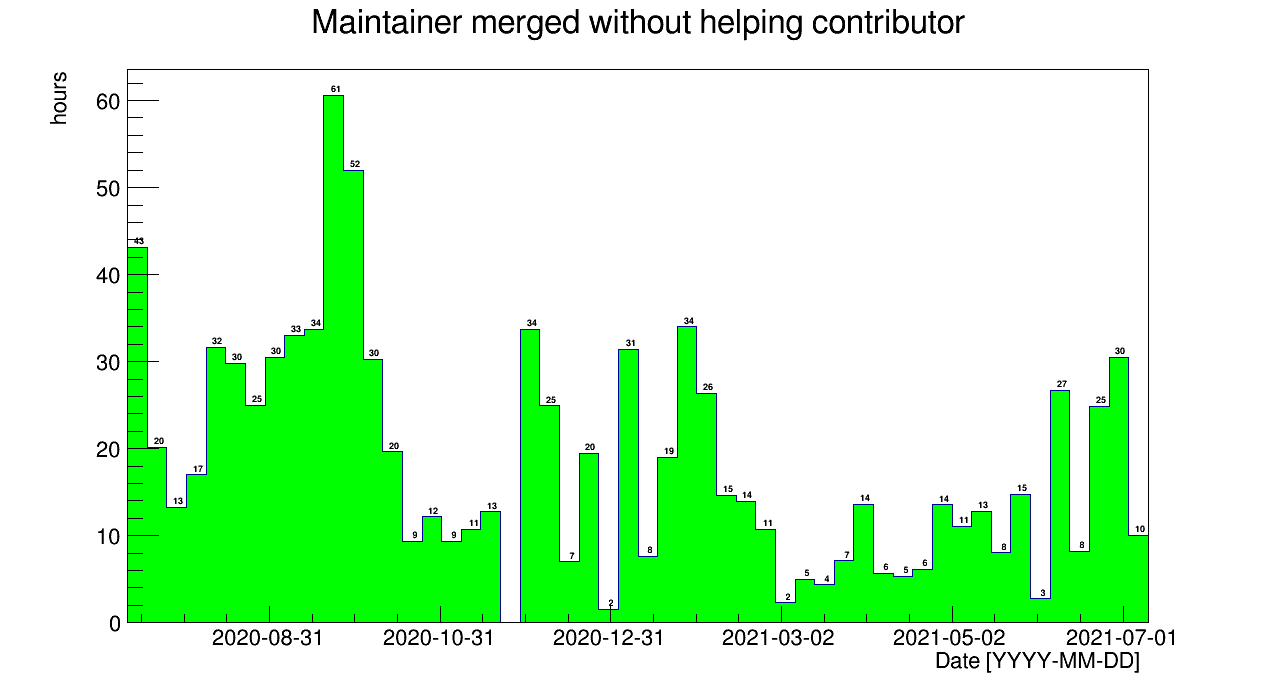 Maintainer merged without helping contributor
hours
60
50
40
30
20
10
0
43 20 13 17 32 30 25 30 33 34 61 52 30 20 9 12 9 11 13 34 25 7 20 2 31 8 19 34 26 15 14 11 2 5 4 7 14 6 5 6 14 11 13 8 15 3 27 8 25 30 10
2020-08-31 2020-10-31 2020-12-31 2021-03-02 2021-05-02 2021-07-01
Date [YYYY-MM-DD]